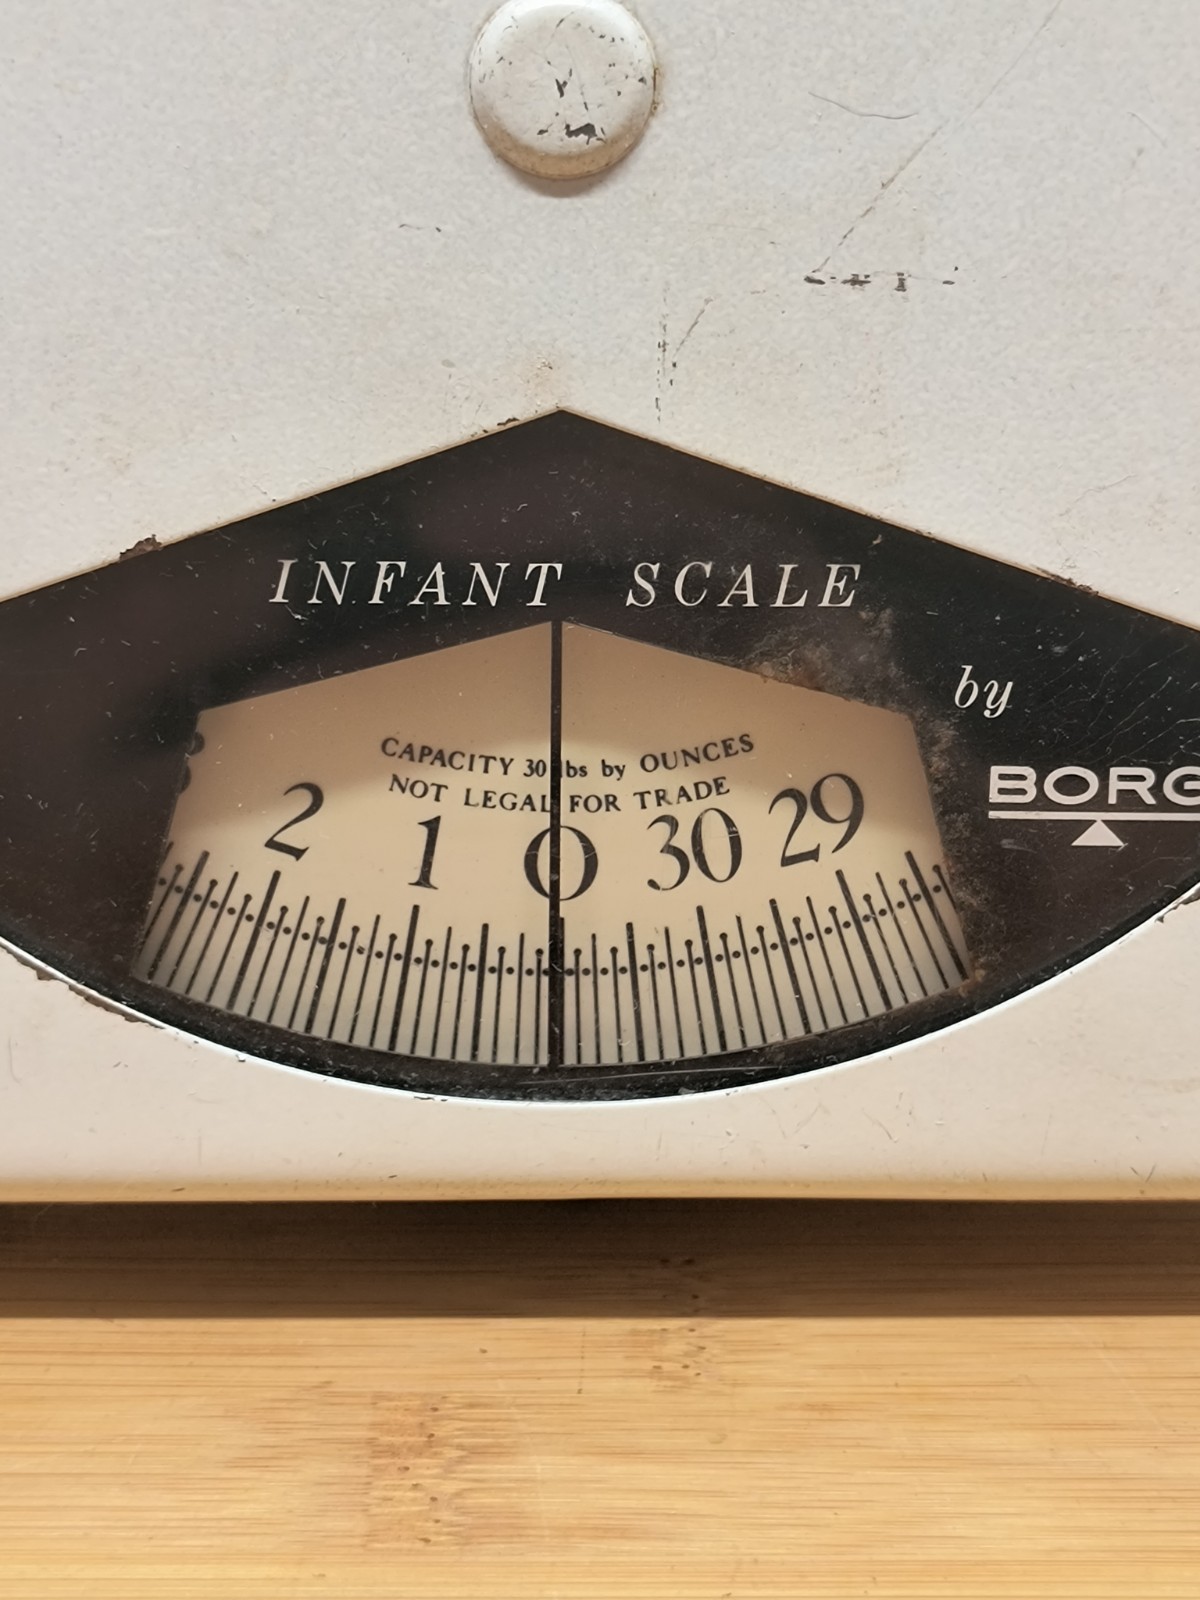 INFANT SCALE
by
BORG
CAPACITY 30 lbs by OUNCES
NOT LEGAL FOR TRADE
2 1 0 30 29